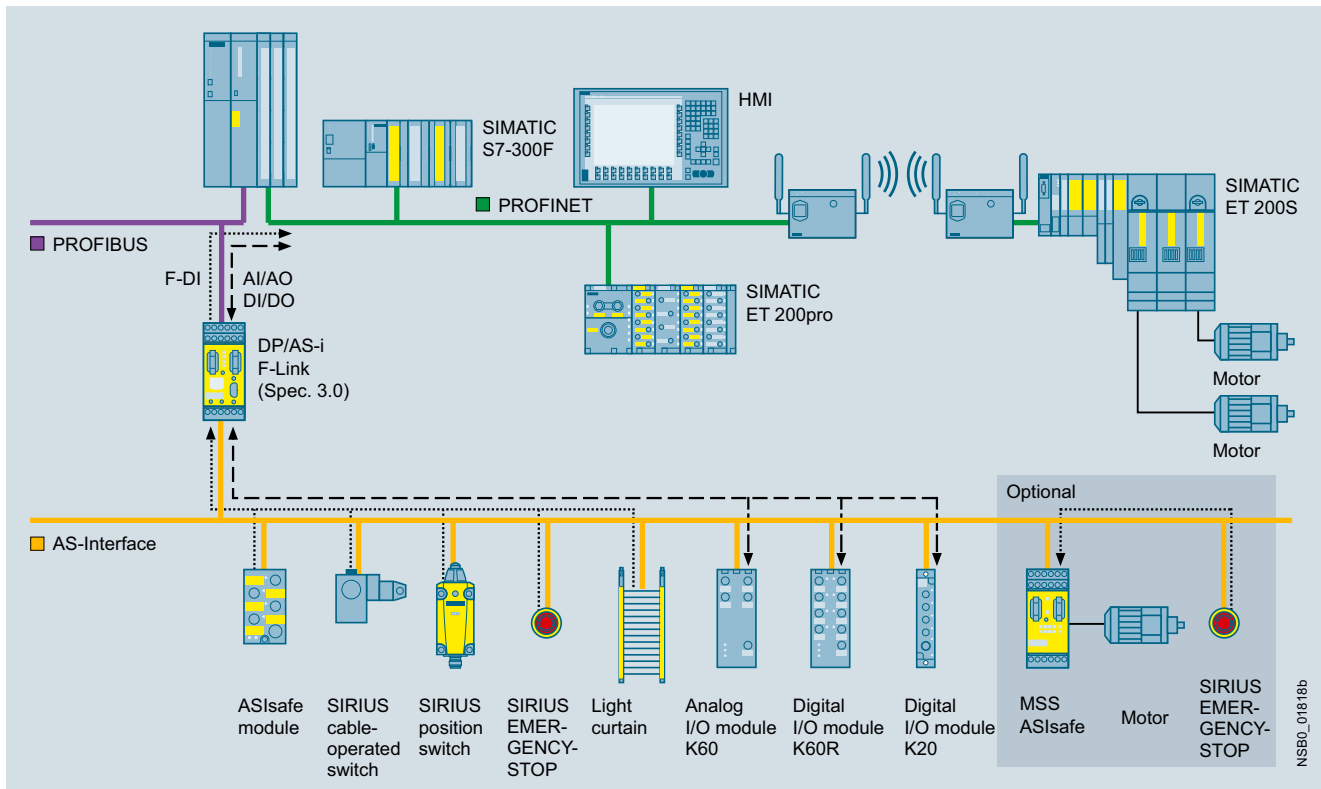 HMI
SIMATIC
S7-300F
SIMATIC
ET 200S
PROFINET
PROFIBUS
F-DI
AI/AO
DI/DO
SIMATIC
ET 200pro
DP/AS-i
F-Link
(Spec. 3.0)
Motor
Motor
Optional
AS-Interface
ASIsafe
module
SIRIUS
cable-
operated
switch
SIRIUS
position
switch
SIRIUS
EMER-
GENCY-
STOP
Light
curtain
Analog
I/O module
K60
Digital
I/O module
K60R
Digital
I/O module
K20
MSS
ASIsafe
Motor
SIRIUS
EMER-
GENCY-
STOP
NSB0_01818b